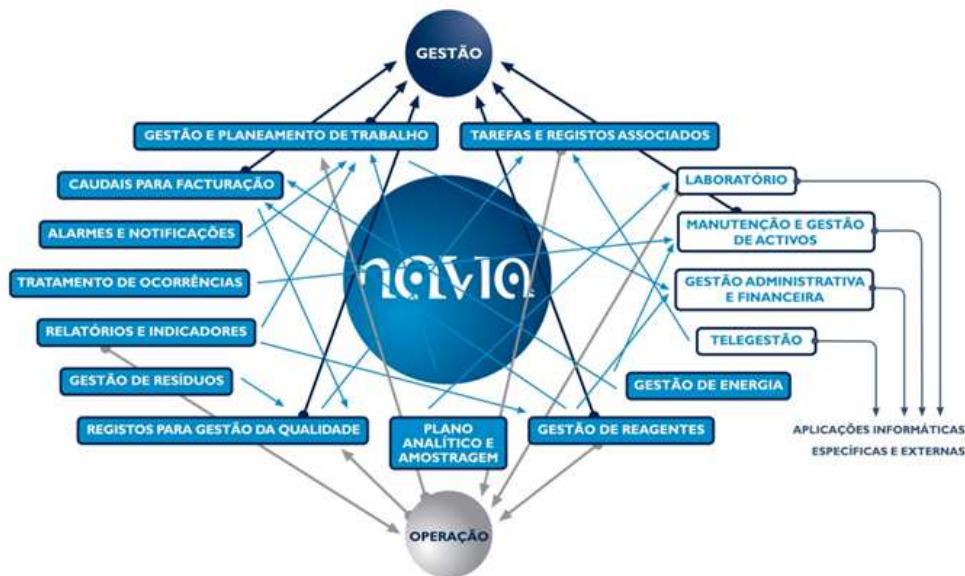 GESTÃO
GESTÃO E PLANEAMENTO DE TRABALHO
TAREFAS E REGISTOS ASSOCIADOS
CAUDAIS PARA FACTURAÇÃO
LABORATÓRIO
ALARMES E NOTIFICAÇÕES
MANUTENÇÃO E GESTÃO
DE ACTIVOS
navia
TRATAMENTO DE OCORRÊNCIAS
GESTÃO ADMINISTRATIVA
E FINANCEIRA
RELATÓRIOS E INDICADORES
TELEGESTÃO
GESTÃO DE RESÍDUOS
GESTÃO DE ENERGIA
REGISTOS PARA GESTÃO DA QUALIDADE
PLANO
ANALÍTICO E
AMOSTRAGEM
GESTÃO DE REAGENTES
APLICAÇÕES INFORMÁTICAS
ESPECÍFICAS E EXTERNAS
OPERAÇÃO